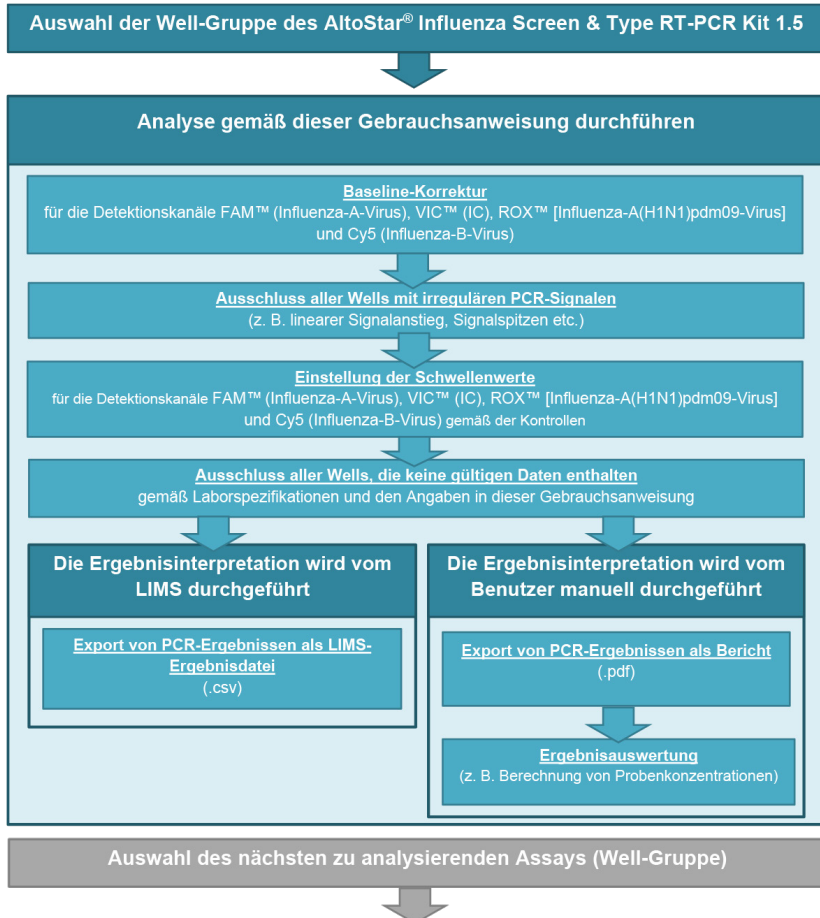 Auswahl der Well-Gruppe des AltoStar® Influenza Screen & Type RT-PCR Kit 1.5
Analyse gemäß dieser Gebrauchsanweisung durchführen
Baseline-Korrektur
für die Detektionskanäle FAM™ (Influenza-A-Virus), VIC™ (IC), ROX™ [Influenza-A(H1N1)pdm09-Virus]
und Cy5 (Influenza-B-Virus)
Ausschluss aller Wells mit irregulären PCR-Signalen
(z. B. linearer Signalanstieg, Signalspitzen etc.)
Einstellung der Schwellenwerte
für die Detektionskanäle FAM™ (Influenza-A-Virus), VIC™ (IC), ROX™ [Influenza-A(H1N1)pdm09-Virus]
und Cy5 (Influenza-B-Virus) gemäß der Kontrollen
Ausschluss aller Wells, die keine gültigen Daten enthalten
gemäß Laborspezifikationen und den Angaben in dieser Gebrauchsanweisung
Die Ergebnisinterpretation wird vom
LIMS durchgeführt
Export von PCR-Ergebnissen als LIMS-
Ergebnisdatei
(.csv)
Die Ergebnisinterpretation wird vom
Benutzer manuell durchgeführt
Export von PCR-Ergebnissen als Bericht
(.pdf)
Ergebnisauswertung
(z. B. Berechnung von Probenkonzentrationen)
Auswahl des nächsten zu analysierenden Assays (Well-Gruppe)